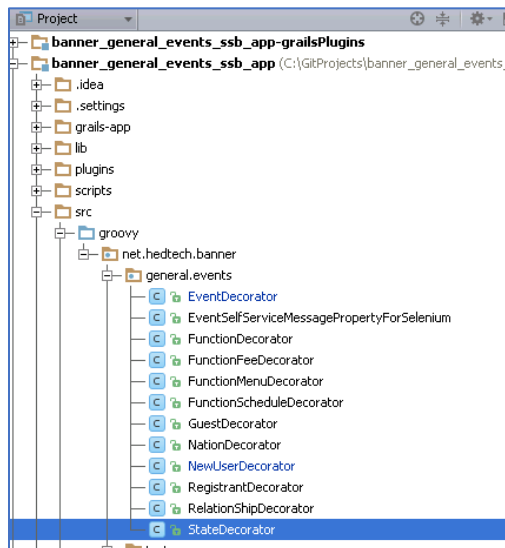 Project
banner_general_events_ssb_app-grailsPlugins
banner_general_events_ssb_app (C:\GitProjects\banner_general_events_
.idea
.settings
grails-app
lib
plugins
scripts
src
groovy
net.hedtech.banner
general.events
EventDecorator
EventSelfServiceMessagePropertyForSelenium
FunctionDecorator
FunctionFeeDecorator
FunctionMenuDecorator
FunctionScheduleDecorator
GuestDecorator
NationDecorator
NewUserDecorator
RegistrantDecorator
RelationShipDecorator
StateDecorator